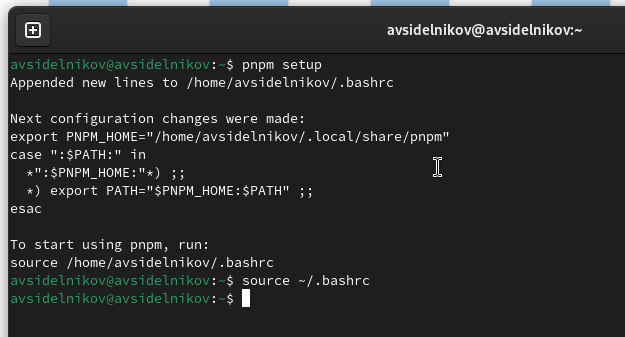 avsidelnikov@avsidelnikov:~
avsidelnikov@avsidelnikov:~$ pnpm setup
Appended new lines to /home/avsidelnikov/.bashrc
Next configuration changes were made:
export PNPM_HOME="/home/avsidelnikov/.local/share/pnpm"
case ":$PATH:" in
  *":$PNPM_HOME:"*) ;;
  *) export PATH="$PNPM_HOME:$PATH" ;;
esac
To start using pnpm, run:
source /home/avsidelnikov/.bashrc
avsidelnikov@avsidelnikov:~$ source ~/.bashrc
avsidelnikov@avsidelnikov:~$